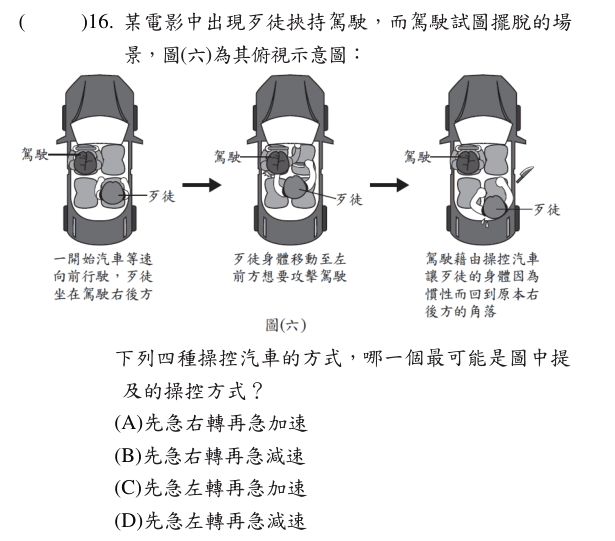 (　　)16. 某電影中出現歹徒挾持駕駛，而駕駛試圖擺脫的場
景，圖(六)為其俯視示意圖：
駕駛
歹徒
駕駛
歹徒
駕駛
歹徒
一開始汽車等速
向前行駛，歹徒
坐在駕駛右後方
歹徒身體移動至左
前方想要攻擊駕駛
駕駛藉由操控汽車
讓歹徒的身體因為
慣性而回到原本右
後方的角落
圖(六)
下列四種操控汽車的方式，哪一個最可能是圖中提
及的操控方式？
(A)先急右轉再急加速
(B)先急右轉再急減速
(C)先急左轉再急加速
(D)先急左轉再急減速